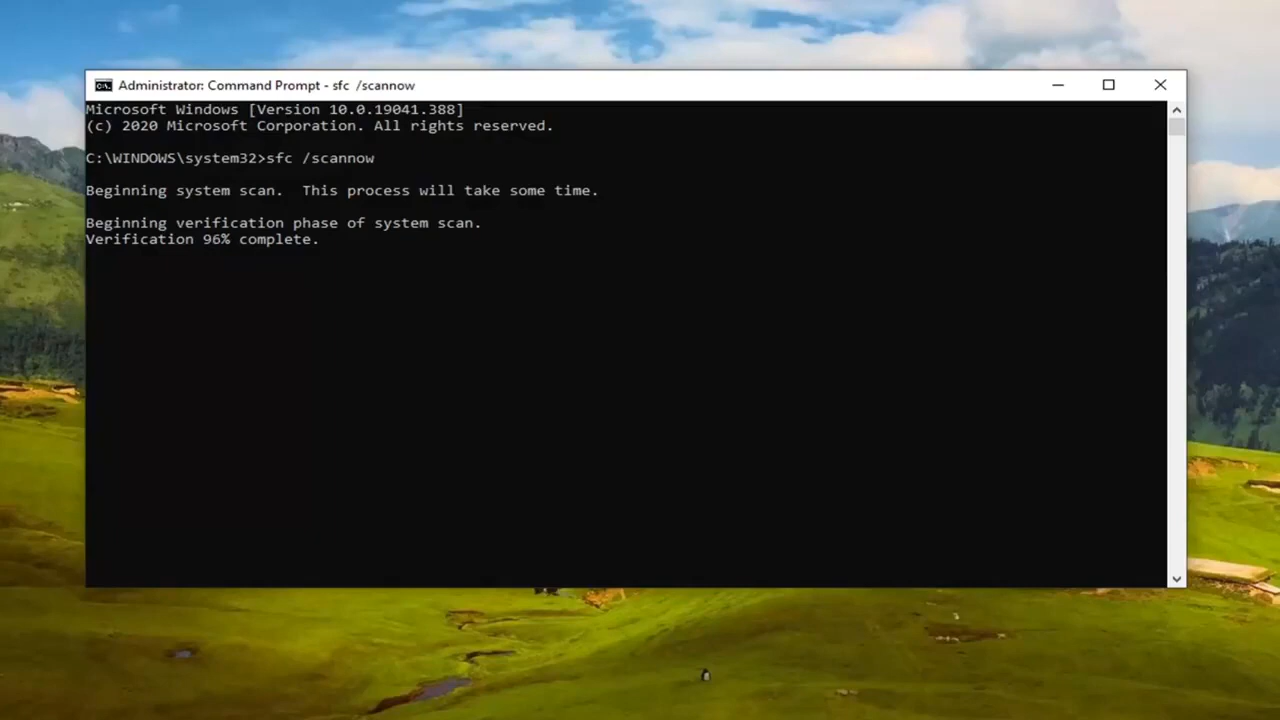 Administrator: Command Prompt - sfc /scannow
Microsoft Windows [Version 10.0.19041.388]
(c) 2020 Microsoft Corporation. All rights reserved.
C:\WINDOWS\system32>sfc /scannow
Beginning system scan.  This process will take some time.
Beginning verification phase of system scan.
Verification 96% complete.